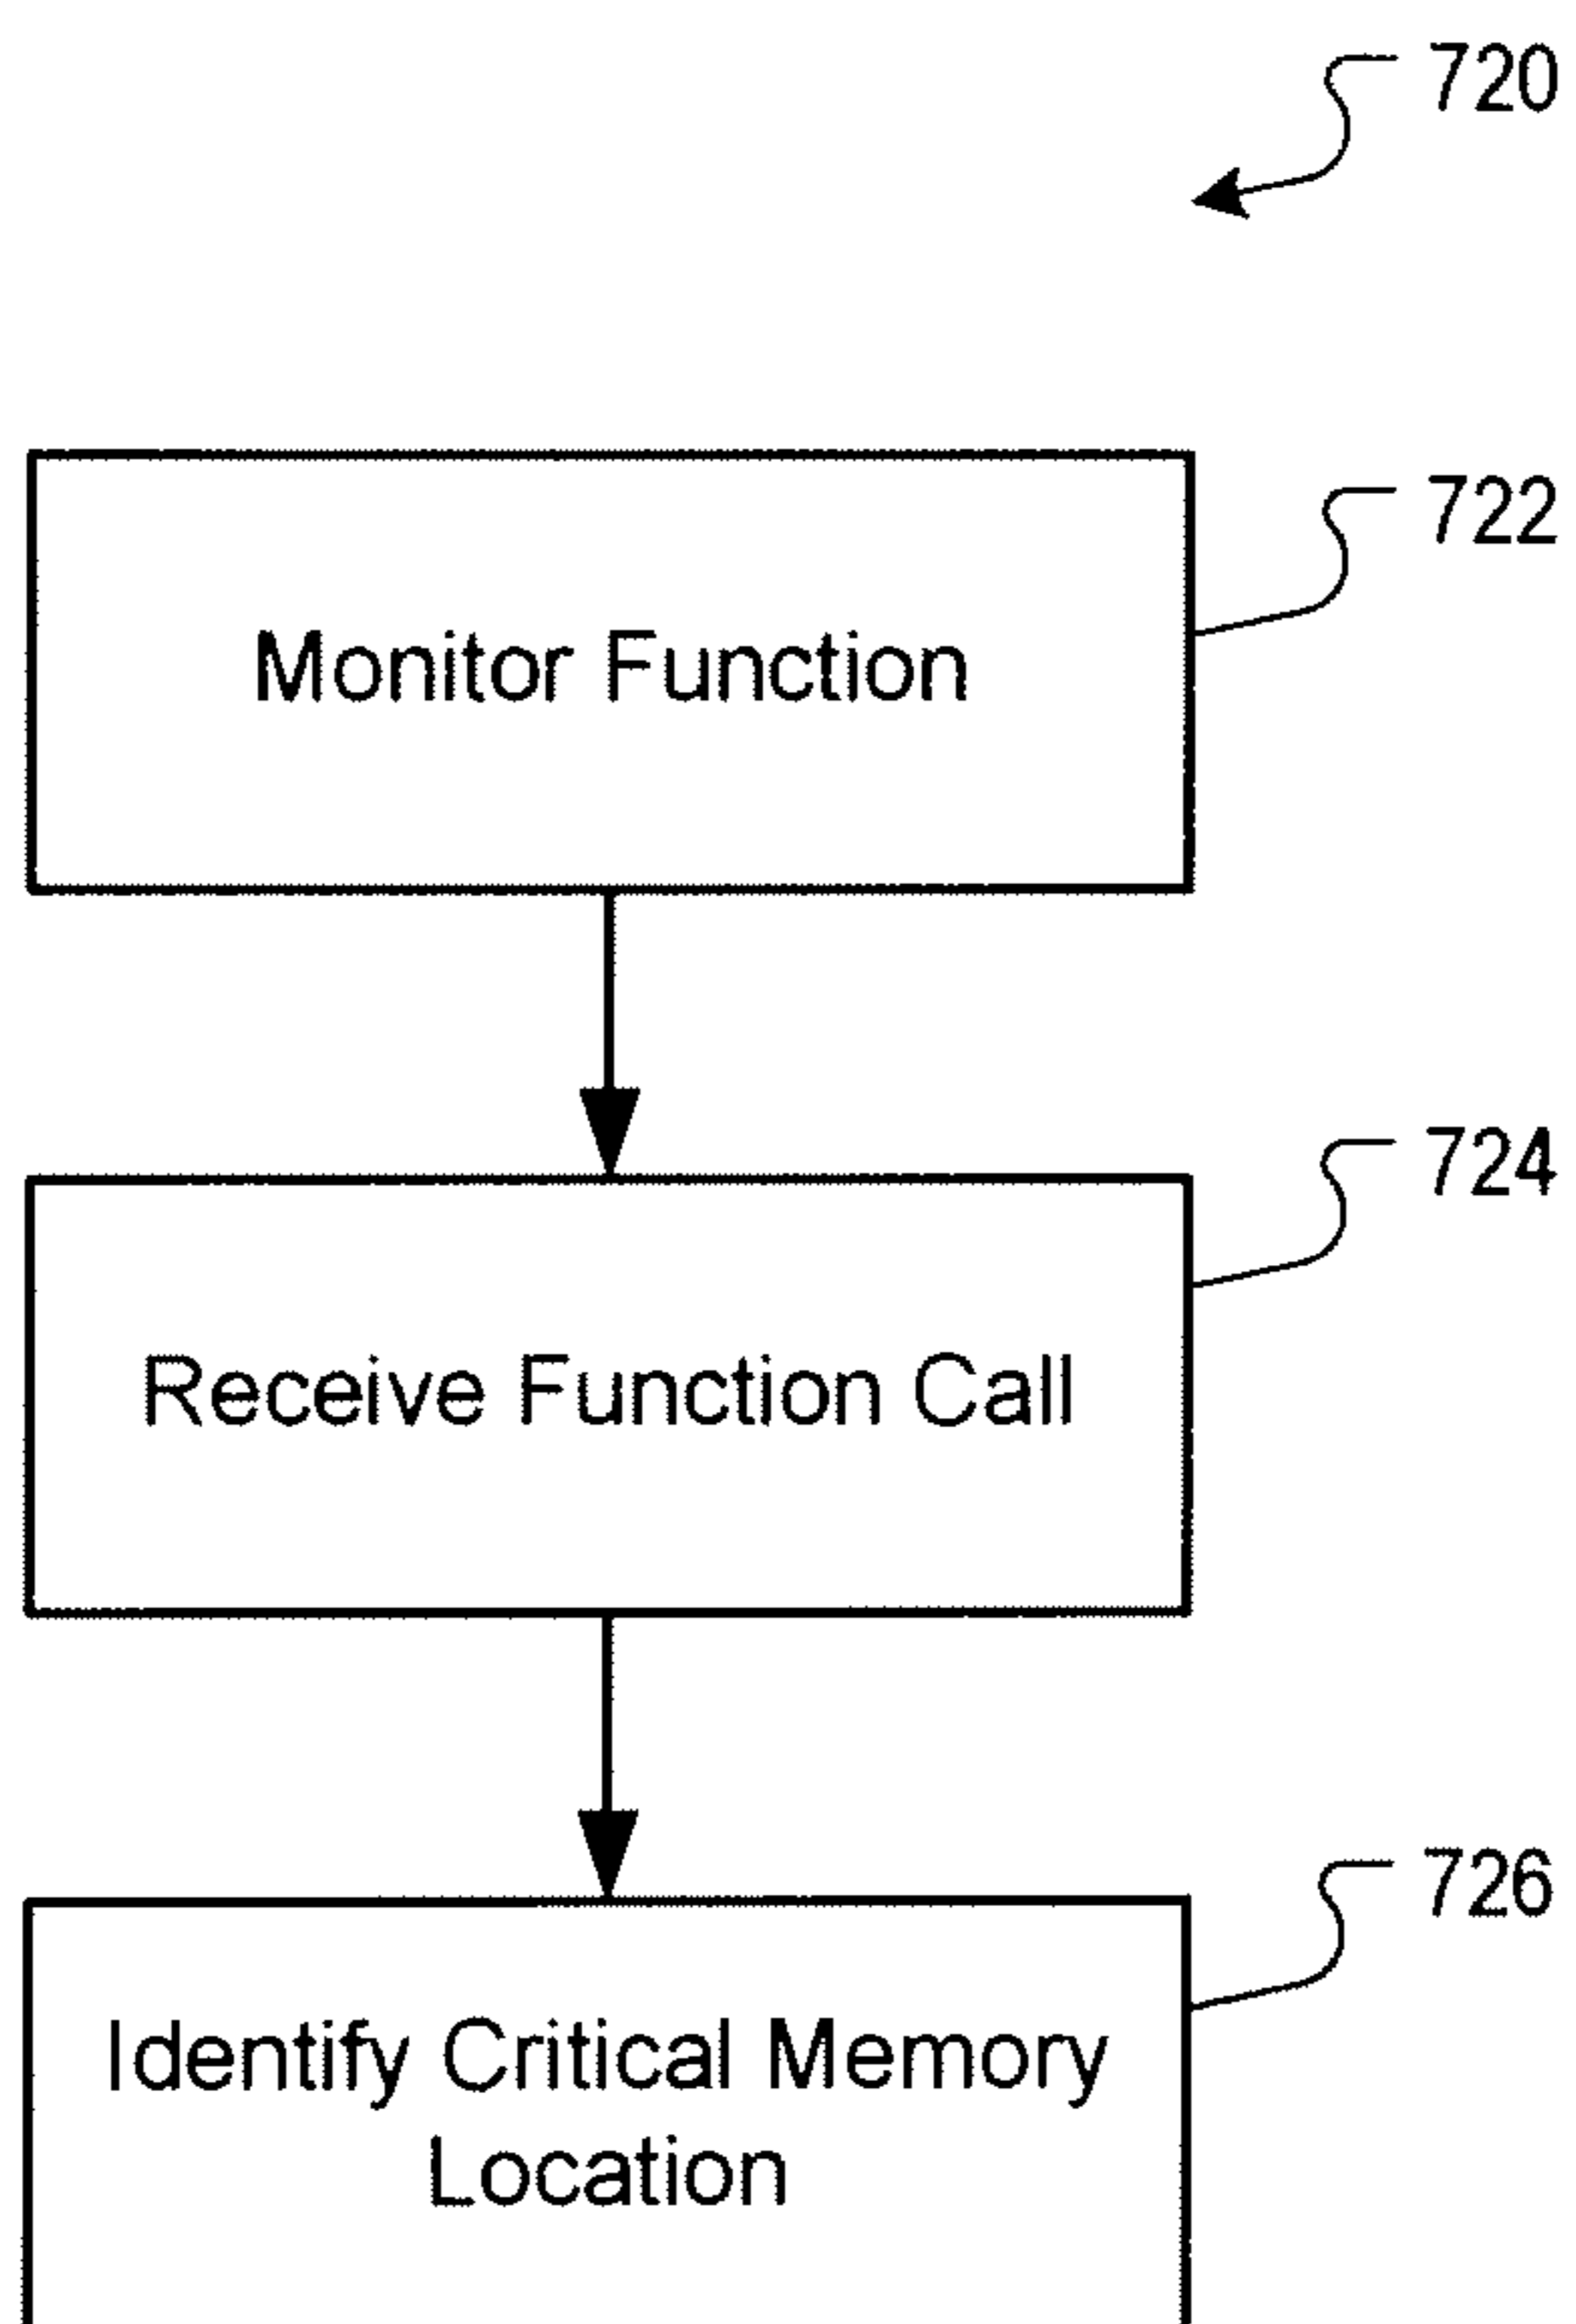 720
Monitor Function
722
Receive Function Call
724
Identify Critical Memory
Location
726